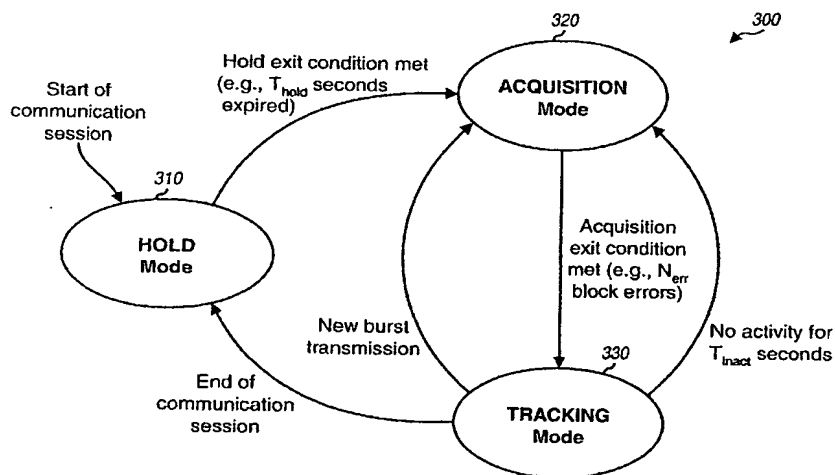 300
320
ACQUISITION
Mode
Hold exit condition met
(e.g., T_hold seconds
expired)
Start of
communication
session
310
HOLD
Mode
Acquisition
exit condition
met (e.g., N_err
block errors)
New burst
transmission
No activity for
T_inact seconds
330
TRACKING
Mode
End of
communication
session